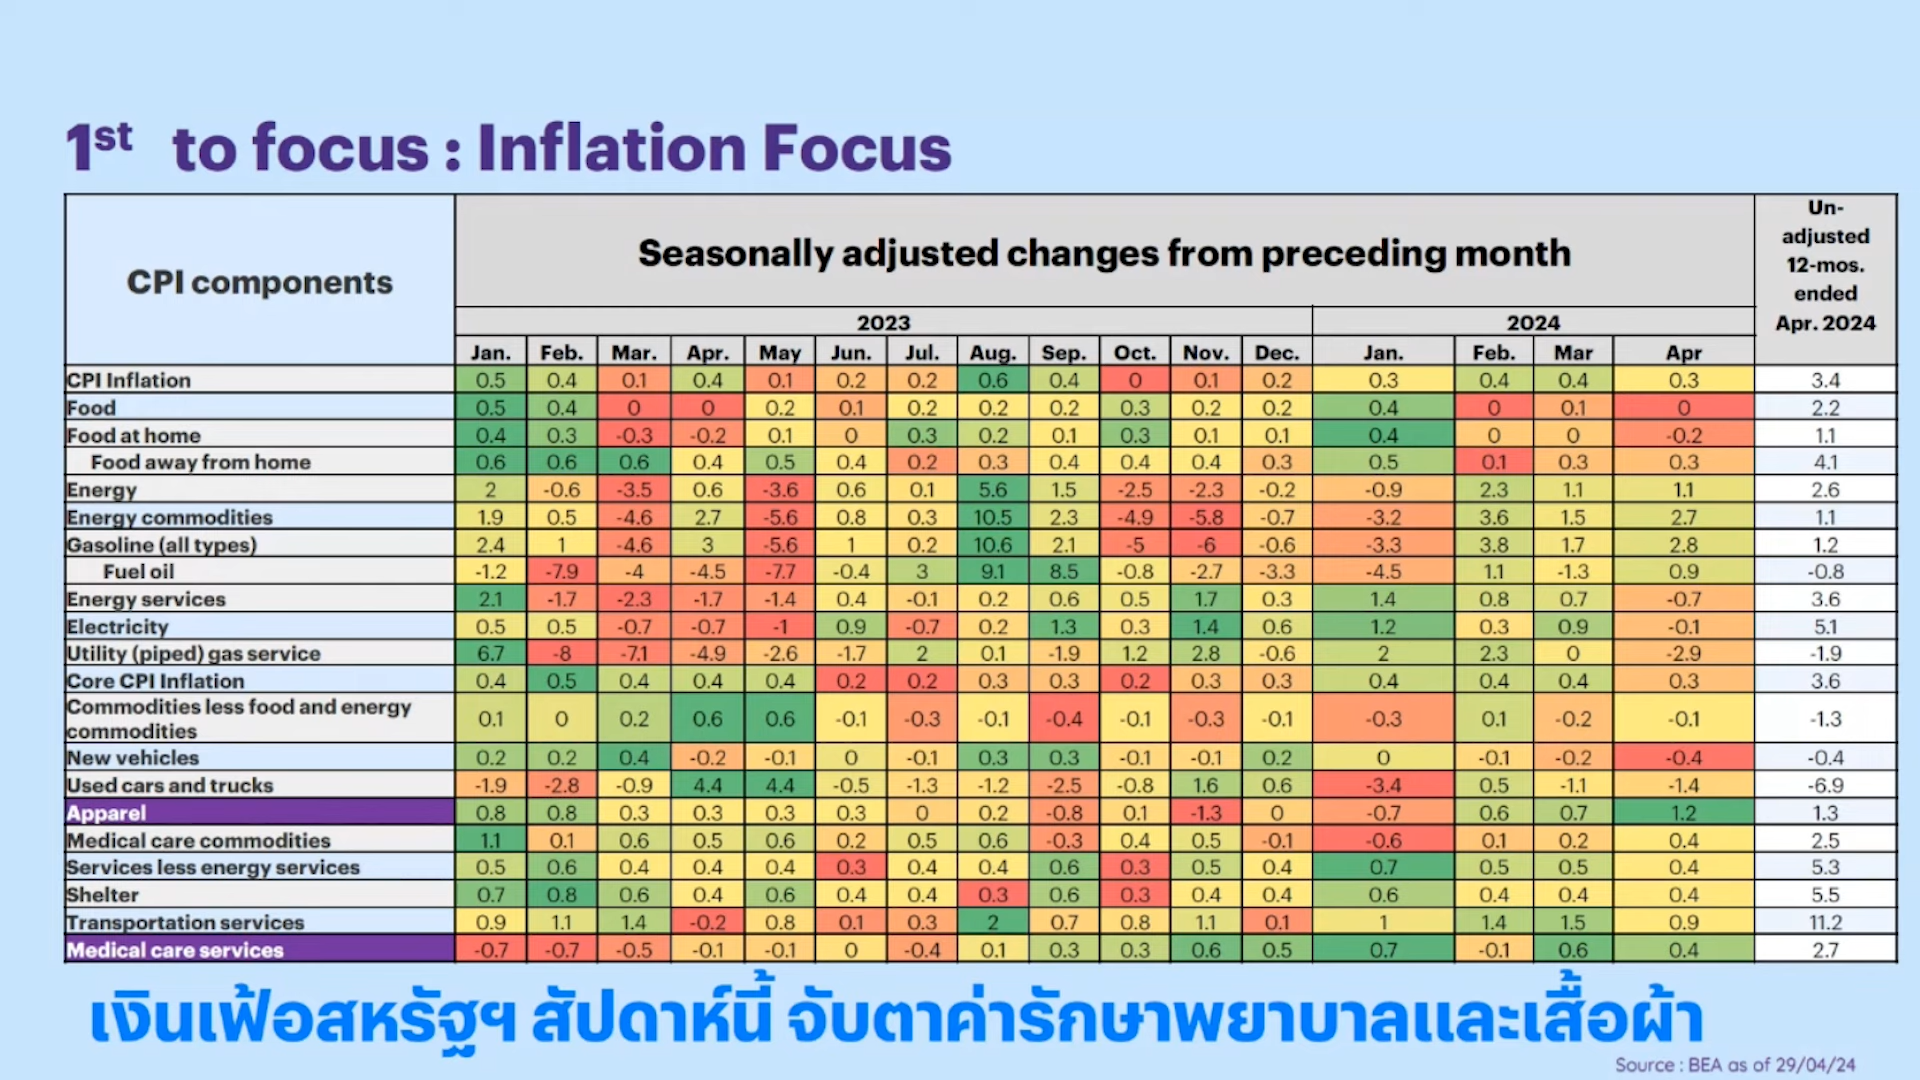 1st to focus : Inflation Focus
CPI components
Seasonally adjusted changes from preceding month
Un-
adjusted
12-mos.
ended
Apr. 2024
2023 2024
Jan. Feb. Mar. Apr. May Jun. Jul. Aug. Sep. Oct. Nov. Dec. Jan. Feb. Mar Apr
CPI Inflation 0.5 0.4 0.1 0.4 0.1 0.2 0.2 0.6 0.4 0 0.1 0.2 0.3 0.4 0.4 0.3 3.4
Food 0.5 0.4 0 0 0.2 0.1 0.2 0.2 0.2 0.3 0.2 0.2 0.4 0 0.1 0 2.2
Food at home 0.4 0.3 -0.3 -0.2 0.1 0 0.3 0.2 0.1 0.3 0.1 0.1 0.4 0 0 -0.2 1.1
Food away from home 0.6 0.6 0.6 0.4 0.5 0.4 0.2 0.3 0.4 0.4 0.4 0.3 0.5 0.1 0.3 0.3 4.1
Energy 2 -0.6 -3.5 0.6 -3.6 0.6 0.1 5.6 1.5 -2.5 -2.3 -0.2 -0.9 2.3 1.1 1.1 2.6
Energy commodities 1.9 0.5 -4.6 2.7 -5.6 0.8 0.3 10.5 2.3 -4.9 -5.8 -0.7 -3.2 3.6 1.5 2.7 1.1
Gasoline (all types) 2.4 1 -4.6 3 -5.6 1 0.2 10.6 2.1 -5 -6 -0.6 -3.3 3.8 1.7 2.8 1.2
Fuel oil -1.2 -7.9 -4 -4.5 -7.7 -0.4 3 9.1 8.5 -0.8 -2.7 -3.3 -4.5 1.1 -1.3 0.9 -0.8
Energy services 2.1 -1.7 -2.3 -1.7 -1.4 0.4 -0.1 0.2 0.6 0.5 1.7 0.3 1.4 0.8 0.7 -0.7 3.6
Electricity 0.5 0.5 -0.7 -0.7 -1 0.9 -0.7 0.2 1.3 0.3 1.4 0.6 1.2 0.3 0.9 -0.1 5.1
Utility (piped) gas service 6.7 -8 -7.1 -4.9 -2.6 -1.7 2 0.1 -1.9 1.2 2.8 -0.6 2 2.3 0 -2.9 -1.9
Core CPI Inflation 0.4 0.5 0.4 0.4 0.4 0.2 0.2 0.3 0.3 0.2 0.3 0.3 0.4 0.4 0.4 0.3 3.6
Commodities less food and energy
commodities 0.1 0 0.2 0.6 0.6 -0.1 -0.3 -0.1 -0.4 -0.1 -0.3 -0.1 -0.3 0.1 -0.2 -0.1 -1.3
New vehicles 0.2 0.2 0.4 -0.2 -0.1 0 -0.1 0.3 0.3 -0.1 -0.1 0.2 0 -0.1 -0.2 -0.4 -0.4
Used cars and trucks -1.9 -2.8 -0.9 4.4 4.4 -0.5 -1.3 -1.2 -2.5 -0.8 1.6 0.6 -3.4 0.5 -1.1 -1.4 -6.9
Apparel 0.8 0.8 0.3 0.3 0.3 0.3 0 0.2 -0.8 0.1 -1.3 0 -0.7 0.6 0.7 1.2 1.3
Medical care commodities 1.1 0.1 0.6 0.5 0.6 0.2 0.5 0.6 -0.3 0.4 0.5 -0.1 -0.6 0.1 0.2 0.4 2.5
Services less energy services 0.5 0.6 0.4 0.4 0.4 0.3 0.4 0.4 0.6 0.3 0.5 0.4 0.7 0.5 0.5 0.4 5.3
Shelter 0.7 0.8 0.6 0.4 0.6 0.4 0.4 0.3 0.6 0.3 0.4 0.4 0.6 0.4 0.4 0.4 5.5
Transportation services 0.9 1.1 1.4 -0.2 0.8 0.1 0.3 2 0.7 0.8 1.1 0.1 1 1.4 1.5 0.9 11.2
Medical care services -0.7 -0.7 -0.5 -0.1 -0.1 0 -0.4 0.1 0.3 0.3 0.6 0.5 0.7 -0.1 0.6 0.4 2.7
เงินเฟ้อสหรัฐฯ สัปดาห์นี้ จับตาค่ารักษาพยาบาลและเสื้อผ้า
Source : BEA as of 29/04/24